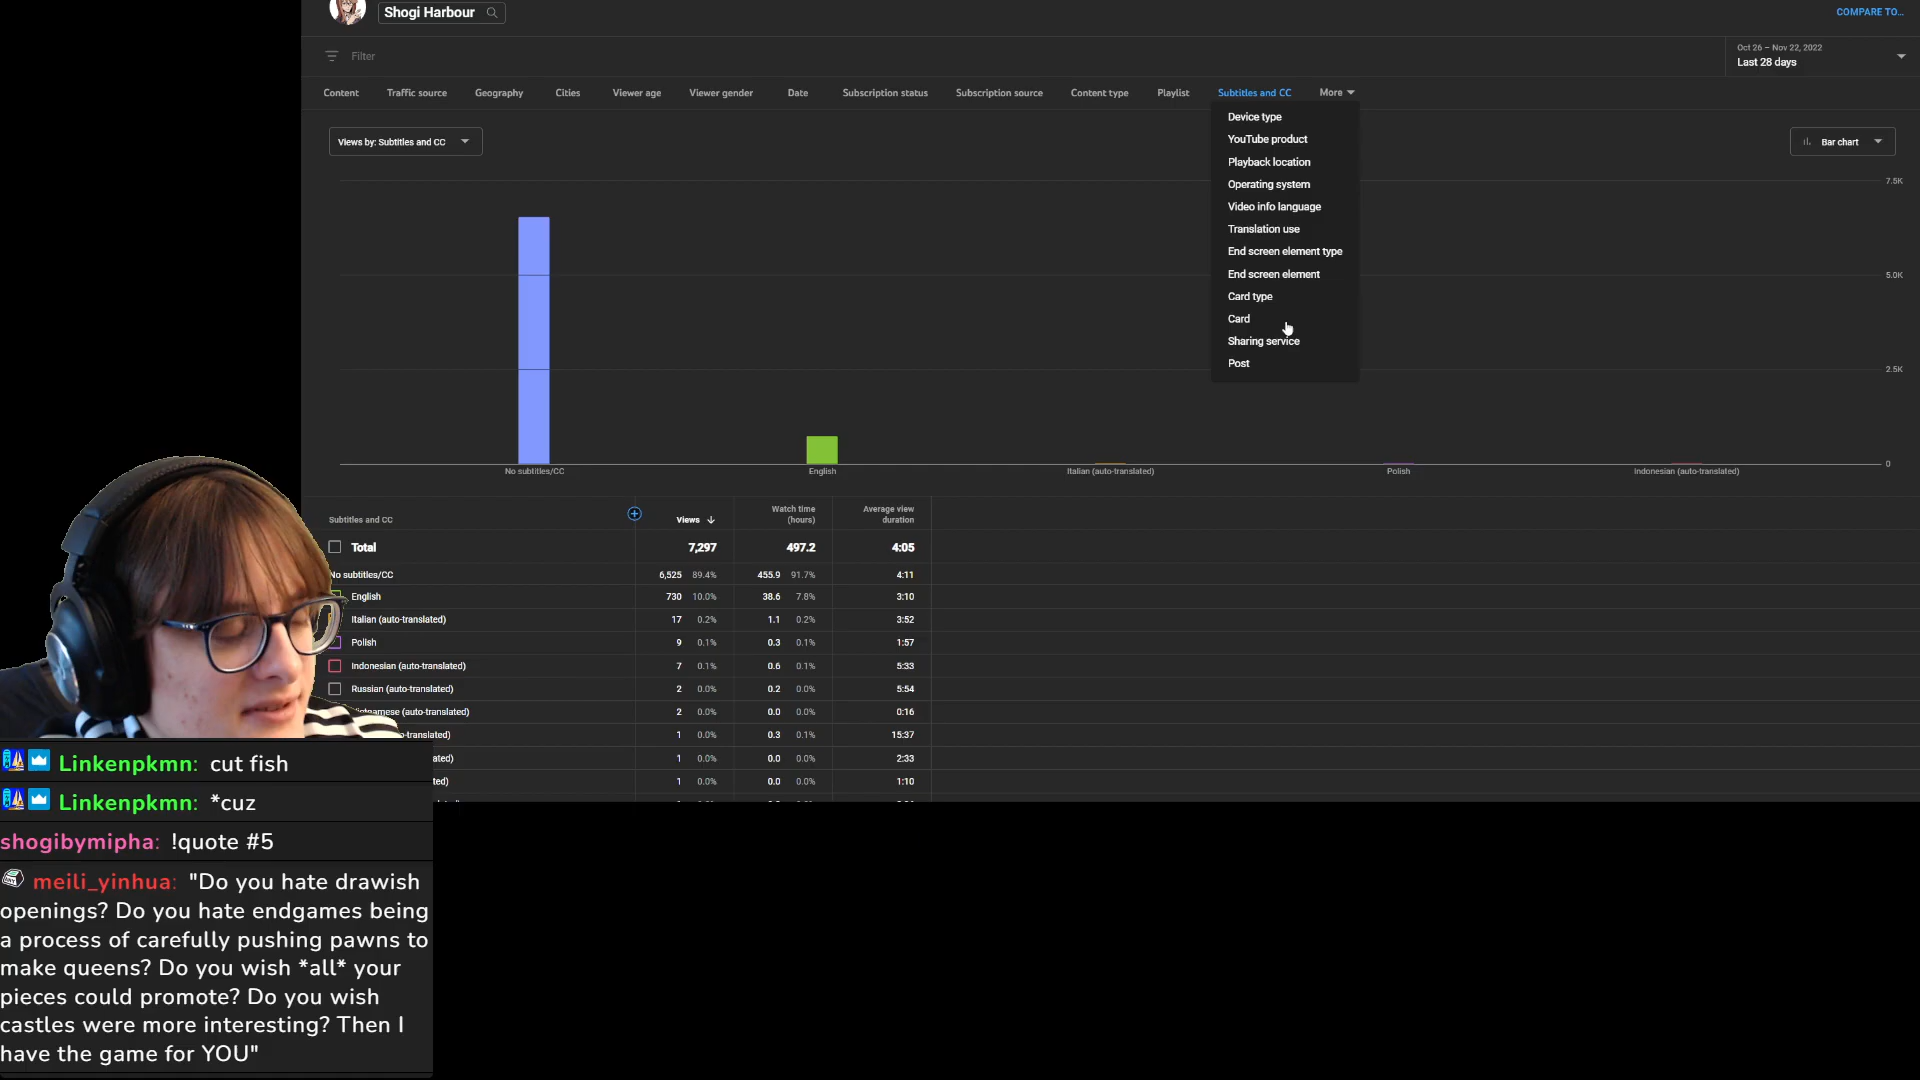 Shogi Harbour
COMPARE TO...
Filter
Oct 26 – Nov 22, 2022
Last 28 days
Content Traffic source Geography Cities Viewer age Viewer gender Date Subscription status Subscription source Content type Playlist Subtitles and CC More
Device type
YouTube product
Playback location
Operating system
Video info language
Translation use
End screen element type
End screen element
Card type
Card
Sharing service
Post
Views by: Subtitles and CC
Bar chart
7.5K
5.0K
2.5K
0
No subtitles/CC English Italian (auto-translated) Polish Indonesian (auto-translated)
Subtitles and CC Views Watch time (hours) Average view duration
Total 7,297 497.2 4:05
No subtitles/CC 6,525 89.4% 455.9 91.7% 4:11
English 730 10.0% 38.6 7.8% 3:10
Italian (auto-translated) 17 0.2% 1.1 0.2% 3:52
Polish 9 0.1% 0.3 0.1% 1:57
Indonesian (auto-translated) 7 0.1% 0.6 0.1% 5:33
Russian (auto-translated) 2 0.0% 0.2 0.0% 5:54
(auto-translated) 2 0.0% 0.0 0.0% 0:16
1 0.0% 0.3 0.1% 15:37
1 0.0% 0.0 0.0% 2:33
1 0.0% 0.0 0.0% 1:10
Linkenpkmn: cut fish
Linkenpkmn: *cuz
shogibymipha: !quote #5
meili_yinhua: "Do you hate drawish
openings? Do you hate endgames being
a process of carefully pushing pawns to
make queens? Do you wish *all* your
pieces could promote? Do you wish
castles were more interesting? Then I
have the game for YOU"